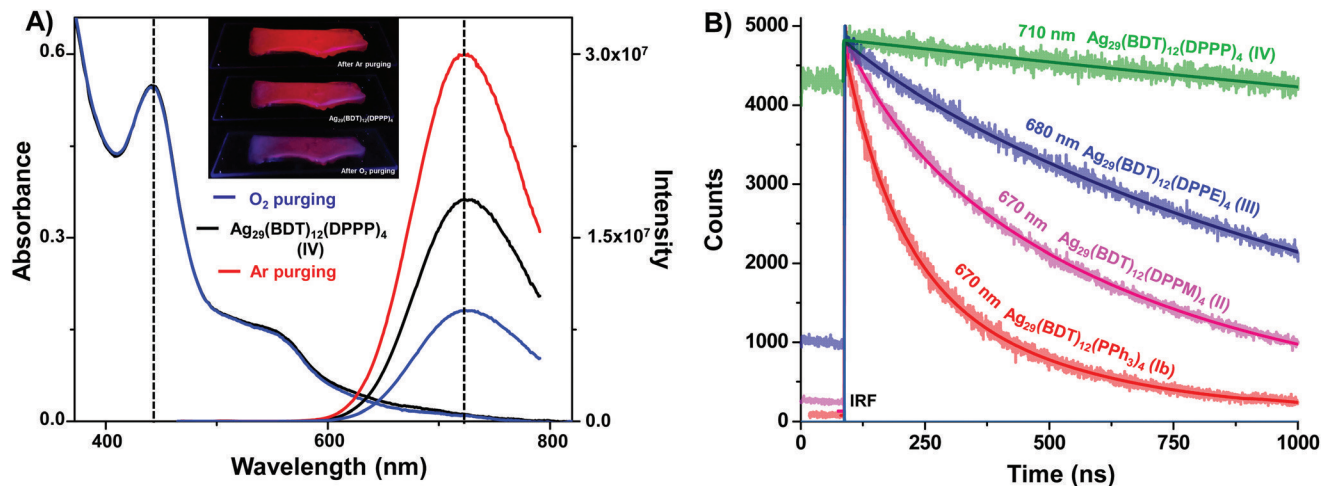 A)
0.6
0.3
0.0
Absorbance
400
600
800
Wavelength (nm)
3.0x10⁷
1.5x10⁷
0.0
Intensity
After Ar purging
Ag₂₉(BDT)₁₂(DPPP)₄
After O₂ purging
O₂ purging
Ag₂₉(BDT)₁₂(DPPP)₄
(IV)
Ar purging
B)
5000
4000
3000
2000
1000
0
Counts
0
250
500
750
1000
Time (ns)
710 nm Ag₂₉(BDT)₁₂(DPPP)₄ (IV)
680 nm Ag₂₉(BDT)₁₂(DPPE)₄ (III)
670 nm Ag₂₉(BDT)₁₂(DPPM)₄ (II)
670 nm Ag₂₉(BDT)₁₂(PPh₃)₄ (Ib)
IRF